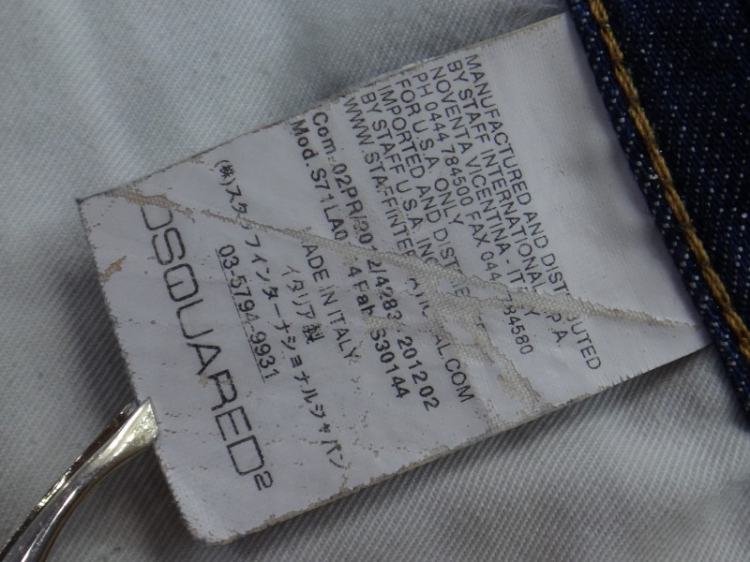 MANUFACTURED AND DISTRIBUTED
BY STAFF INTERNATIONAL S.P.A.
NOVENTA VICENTINA - ITALY
PH 0444 784500 FAX 0444 784580
FOR U.S.A. ONLY
IMPORTED AND DISTRIBUTED
BY STAFF U.S.A. INC.
WWW.STAFFINTERNATIONAL.COM
Com. 02PR/2012/4283 201202
Mod. S71LA0 4 Fab. S30144
MADE IN ITALY
イタリア製
(株)スタッフインターナショナルジャパン
03-5794-9931
DSQUARED2